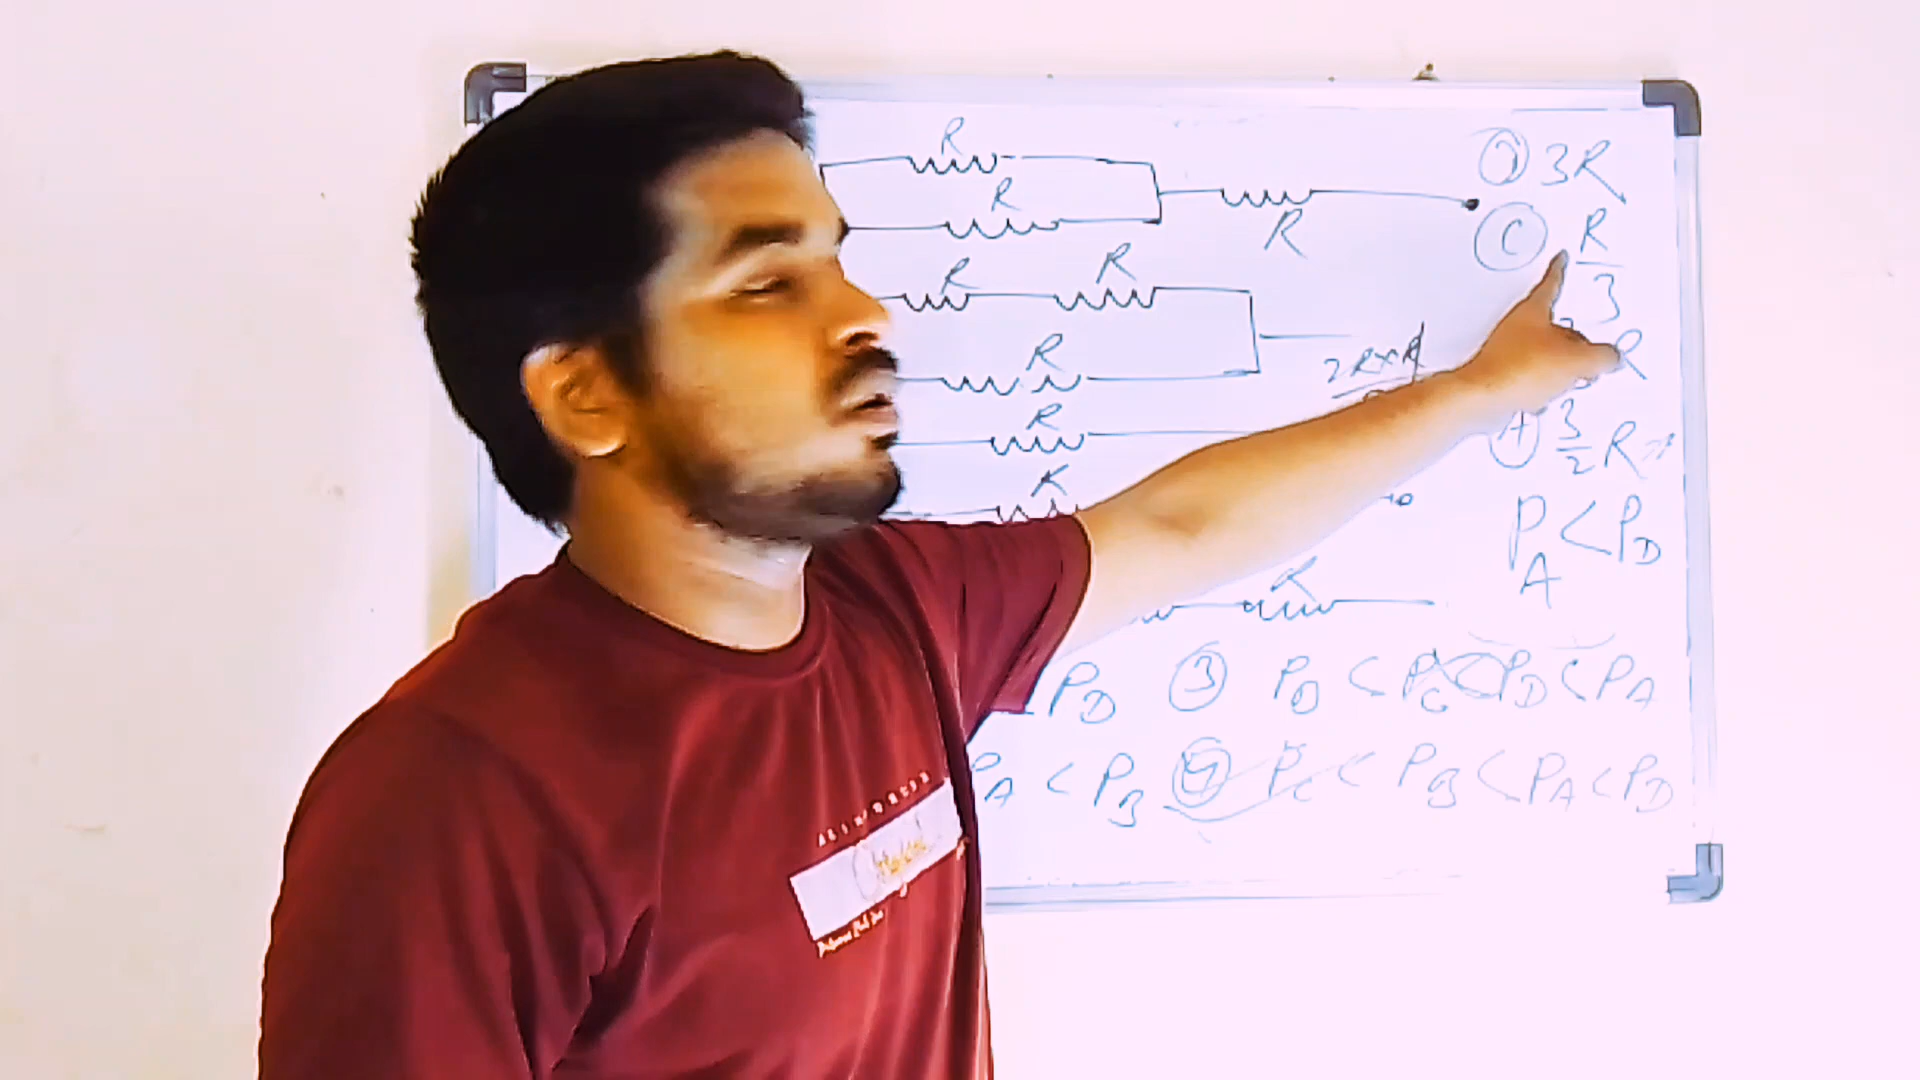 R
R
R
D 3R
C R
3
R R
R
R
2R×R
R
A 3/2 R
R
P_A < P_D
R
P_D 3 P_D < P_C < P_D < P_A
P_A < P_B 4 P_C < P_B < P_A < P_D
Original